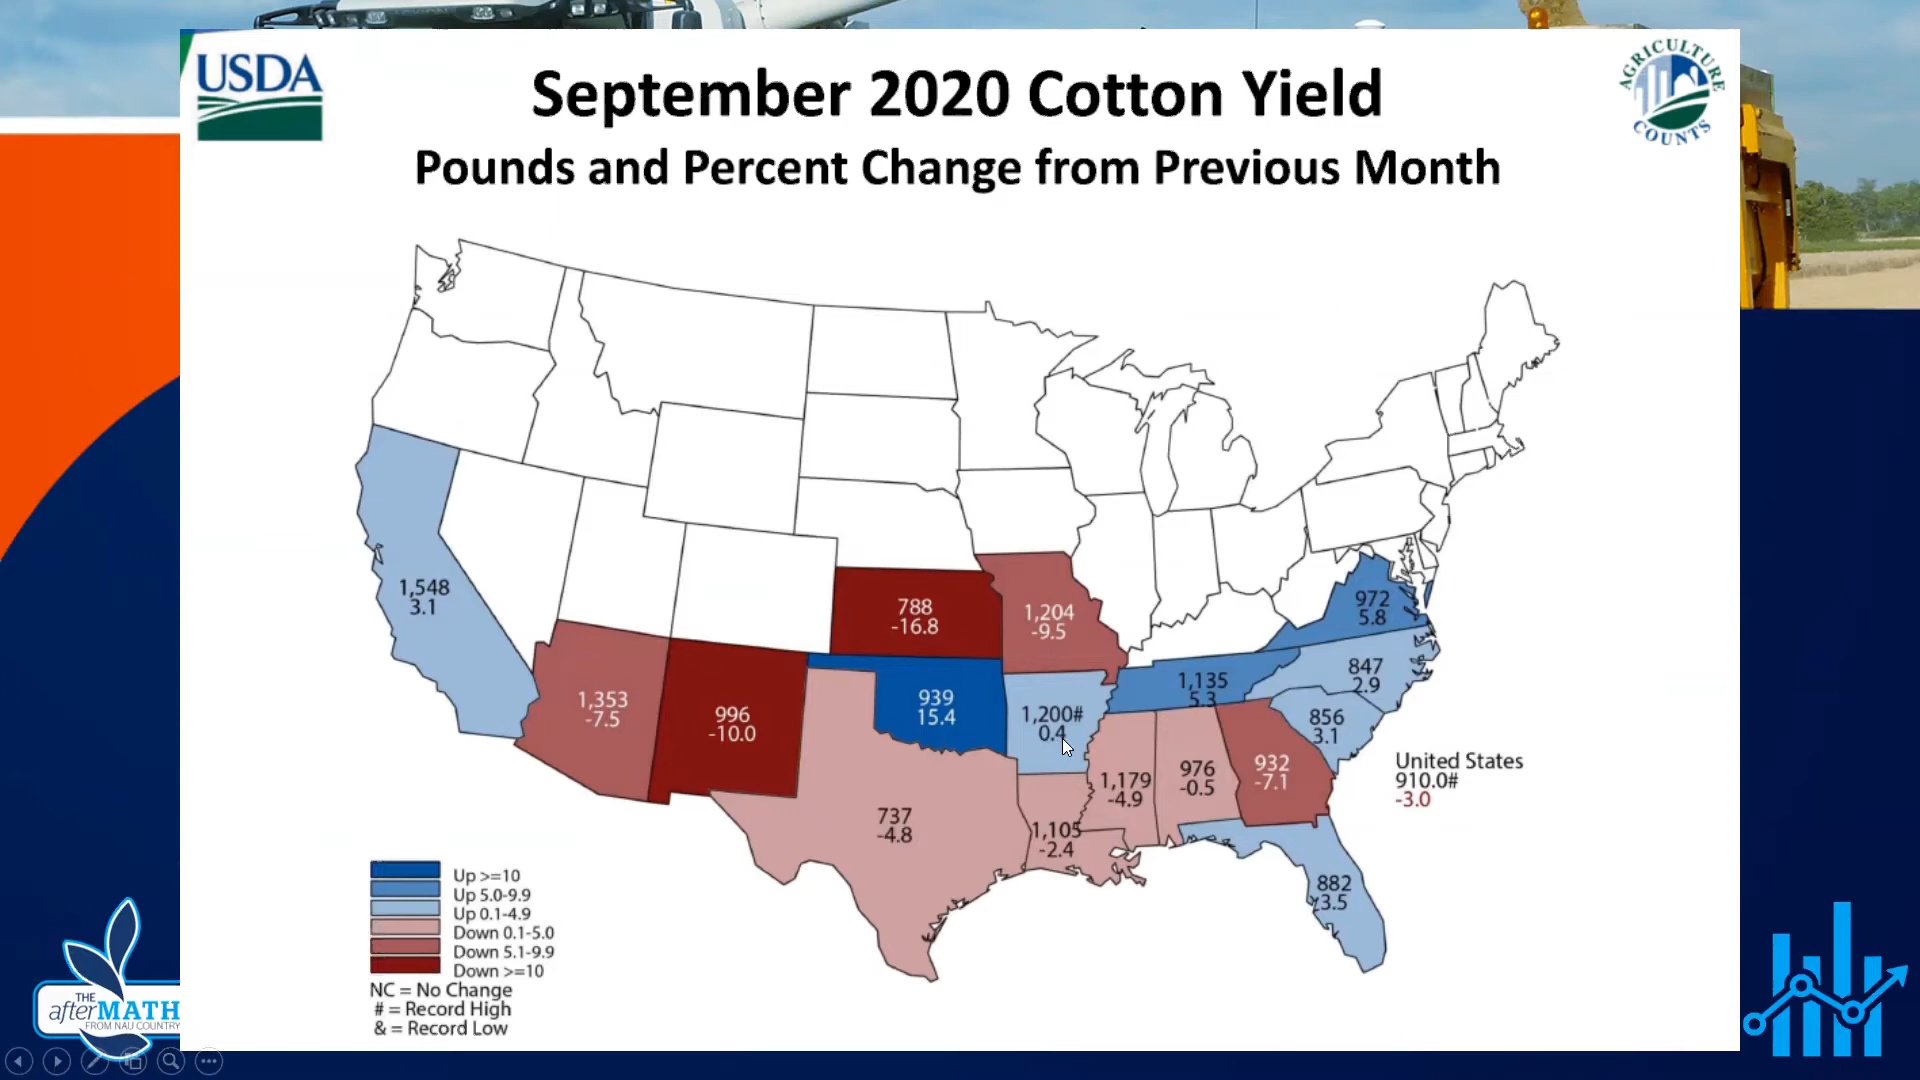 USDA
AGRICULTURE
COUNTS
September 2020 Cotton Yield
Pounds and Percent Change from Previous Month
1,548
3.1
788
-16.8
1,204
-9.5
972
5.8
847
2.9
1,135
5.3
1,353
-7.5
996
-10.0
939
15.4
1,200#
0.4
856
3.1
932
-7.1
976
-0.5
1,179
-4.9
737
-4.8
1,105
-2.4
882
3.5
United States
910.0#
-3.0
Up >=10
Up 5.0-9.9
Up 0.1-4.9
Down 0.1-5.0
Down 5.1-9.9
Down >=10
NC = No Change
# = Record High
& = Record Low
THE
afterMATH
FROM NAU COUNTRY